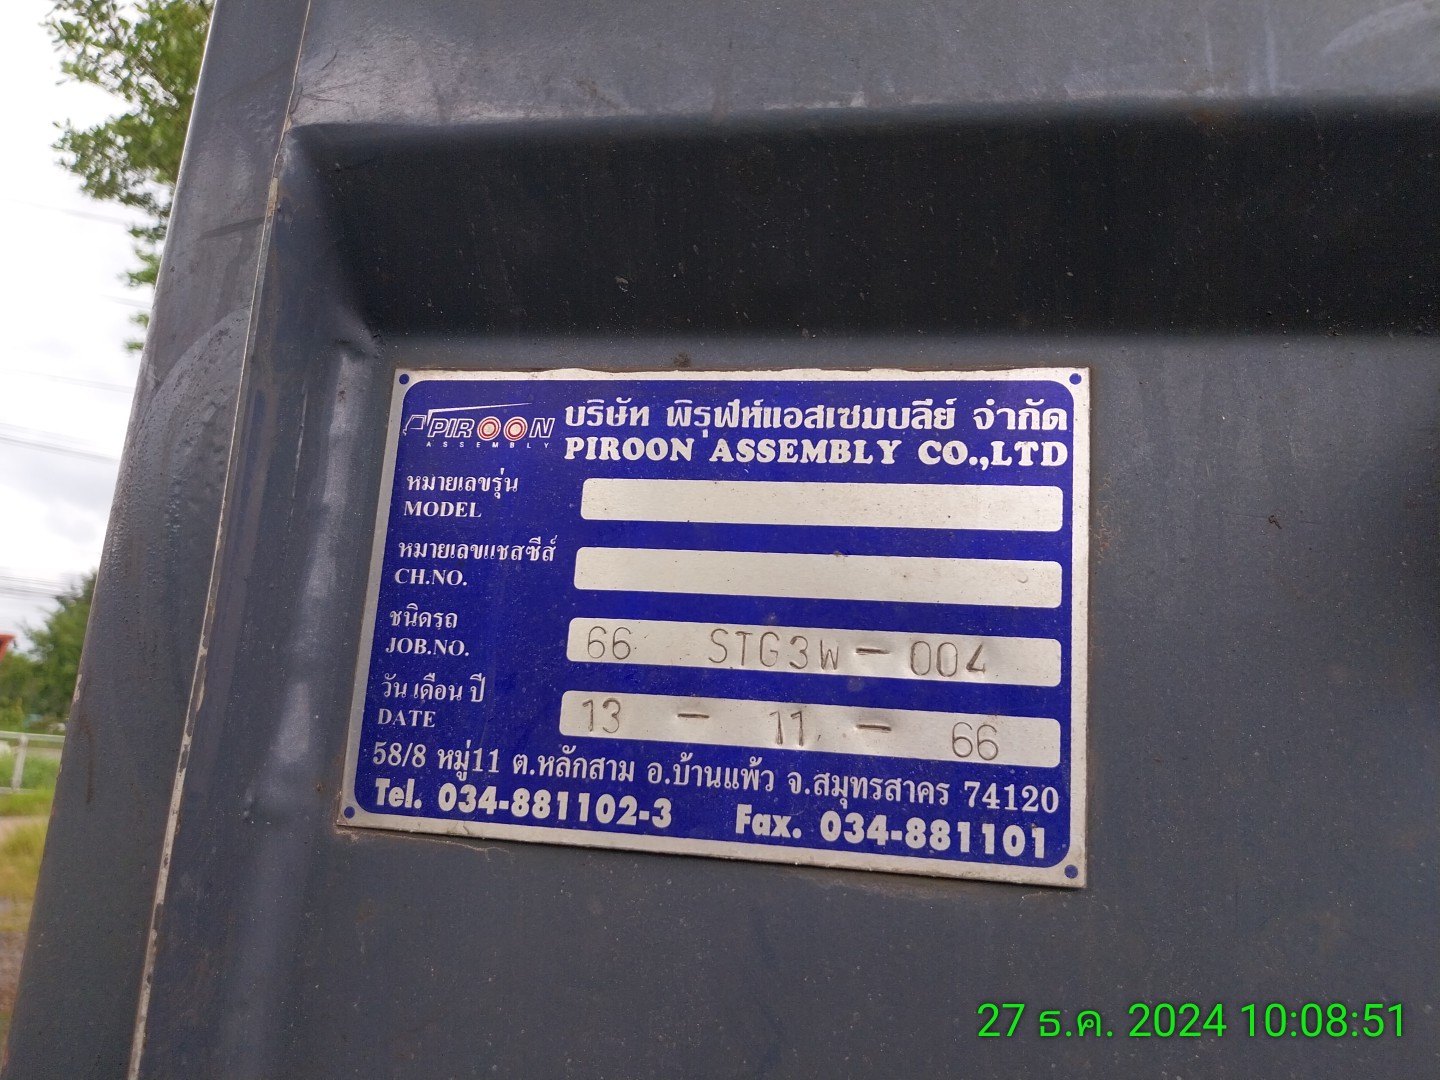 PIROON
ASSEMBLY
บริษัท พิรุฬห์แอสเซมบลีย์ จำกัด
PIROON ASSEMBLY CO.,LTD
หมายเลขรุ่น
MODEL
หมายเลขแชสซีส์
CH.NO.
ชนิดรถ
JOB.NO.
66 STG3W-004
วัน เดือน ปี
DATE
13 - 11 - 66
58/8 หมู่11 ต.หลักสาม อ.บ้านแพ้ว จ.สมุทรสาคร 74120
Tel. 034-881102-3 Fax. 034-881101
27 ธ.ค. 2024 10:08:51